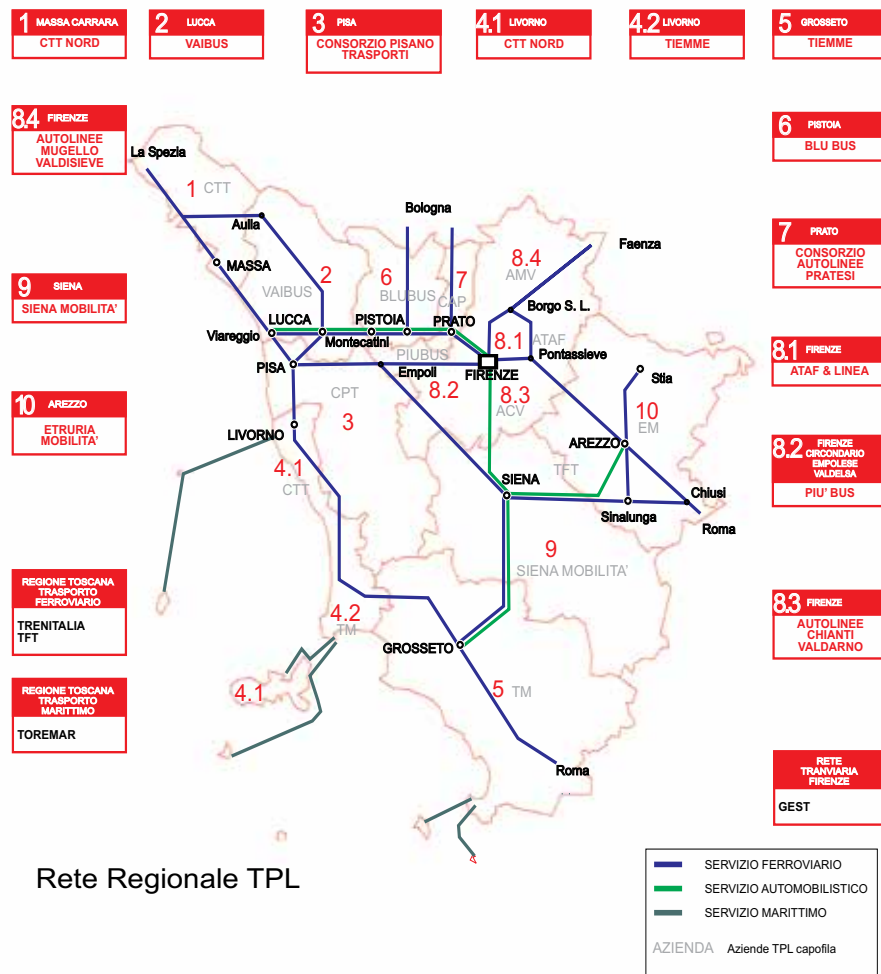 1 MASSA CARRARA
CTT NORD
2 LUCCA
VAIBUS
3 PISA
CONSORZIO PISANO
TRASPORTI
4.1 LIVORNO
CTT NORD
4.2 LIVORNO
TIEMME
5 GROSSETO
TIEMME
8.4 FIRENZE
AUTOLINEE
MUGELLO
VALDISIEVE
6 PISTOIA
BLU BUS
7 PRATO
CONSORZIO
AUTOLINEE
PRATESI
9 SIENA
SIENA MOBILITA'
8.1 FIRENZE
ATAF & LINEA
10 AREZZO
ETRURIA
MOBILITA'
8.2 FIRENZE
CIRCONDARIO
EMPOLESE
VALDELSA
PIU' BUS
REGIONE TOSCANA
TRASPORTO
FERROVIARIO
TRENITALIA
TFT
8.3 FIRENZE
AUTOLINEE
CHIANTI
VALDARNO
REGIONE TOSCANA
TRASPORTO
MARITTIMO
TOREMAR
RETE
TRANVIARIA
FIRENZE
GEST
La Spezia
1 CTT
Bologna
Aulla
Faenza
8.4
AMV
MASSA
2
VAIBUS
6
BLUBUS
7
CAP
Borgo S. L.
LUCCA
PISTOIA
PRATO
8.1
ATAF
Viareggio
Montecatini
PIUBUS
Pontassieve
PISA
Empoli
FIRENZE
Stia
CPT
8.2
8.3
ACV
10
EM
3
LIVORNO
AREZZO
4.1
CTT
TFT
SIENA
Chiusi
Sinalunga
Roma
9
SIENA MOBILITA'
4.2
TM
GROSSETO
4.1
5 TM
Roma
Rete Regionale TPL
SERVIZIO FERROVIARIO
SERVIZIO AUTOMOBILISTICO
SERVIZIO MARITTIMO
AZIENDA Aziende TPL capofila